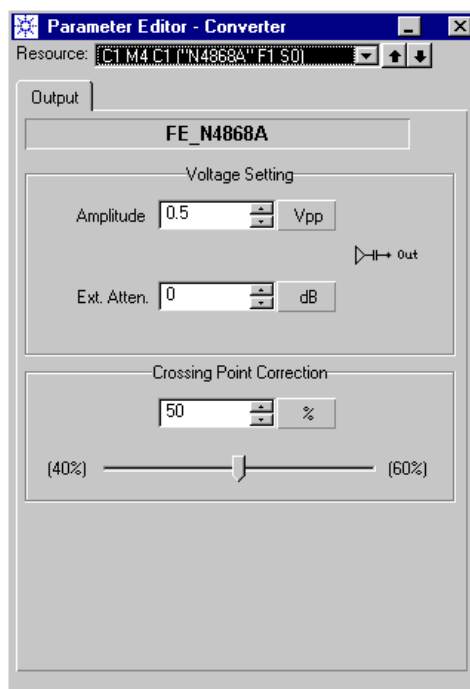 Parameter Editor - Converter
Resource: C1 M4 C1 ("N4868A" F1 S0)
Output
FE_N4868A
Voltage Setting
Amplitude 0.5 Vpp
Out
Ext. Atten. 0 dB
Crossing Point Correction
50 %
(40%) (60%)